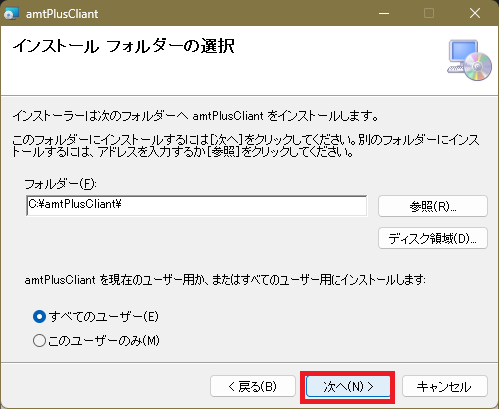 amtPlusCliant
インストール フォルダーの選択
インストーラーは次のフォルダーへ amtPlusCliant をインストールします。
このフォルダーにインストールするには[次へ]をクリックしてください。別のフォルダーにインス
トールするには、アドレスを入力するか[参照]をクリックしてください。
フォルダー(F):
C:¥amtPlusCliant¥
参照(R)...
ディスク領域(D)...
amtPlusCliant を現在のユーザー用か、またはすべてのユーザー用にインストールします:
すべてのユーザー(E)
このユーザーのみ(M)
< 戻る(B)
次へ(N) >
キャンセル